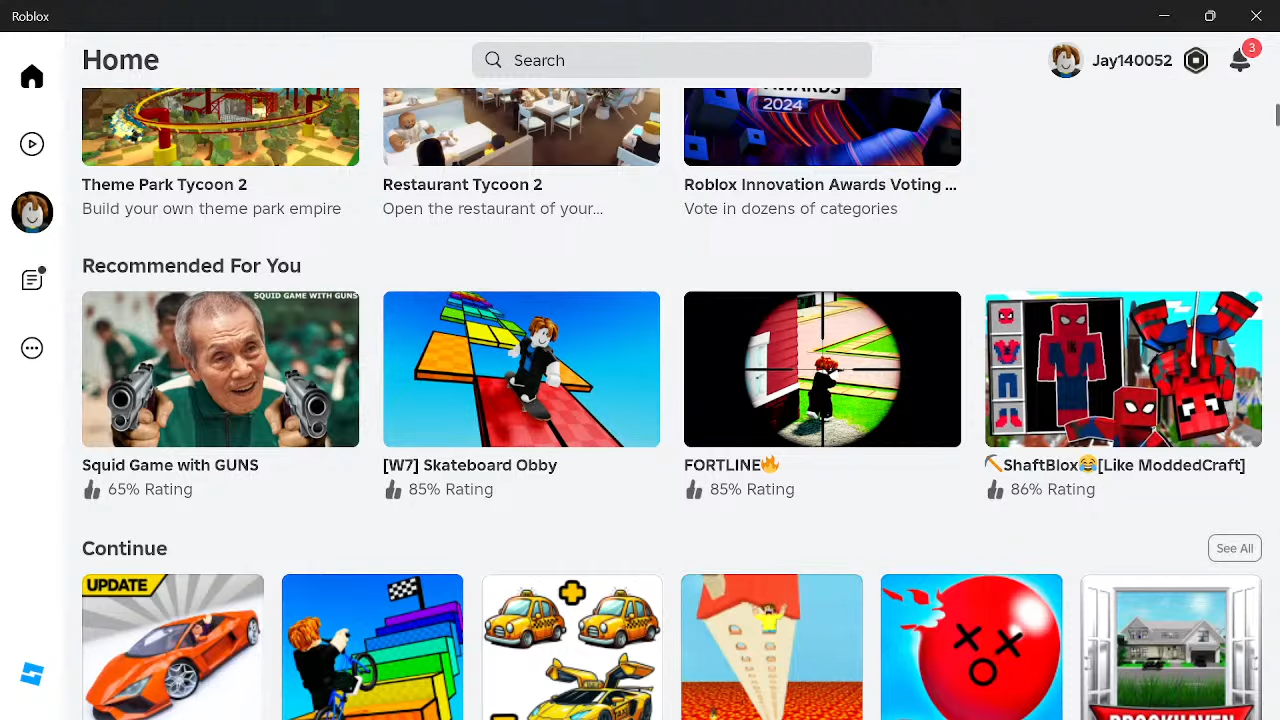 Roblox
Home
Search
Jay140052
3
AWARDS
2024
Theme Park Tycoon 2
Restaurant Tycoon 2
Roblox Innovation Awards Voting ...
Build your own theme park empire
Open the restaurant of your...
Vote in dozens of categories
Recommended For You
SQUID GAME WITH GUNS
Squid Game with GUNS
[W7] Skateboard Obby
FORTLINE🔥
⛏️ShaftBlox😂[Like ModdedCraft]
65% Rating
85% Rating
85% Rating
86% Rating
Continue
See All
UPDATE
TAXI
BROOKHAVEN